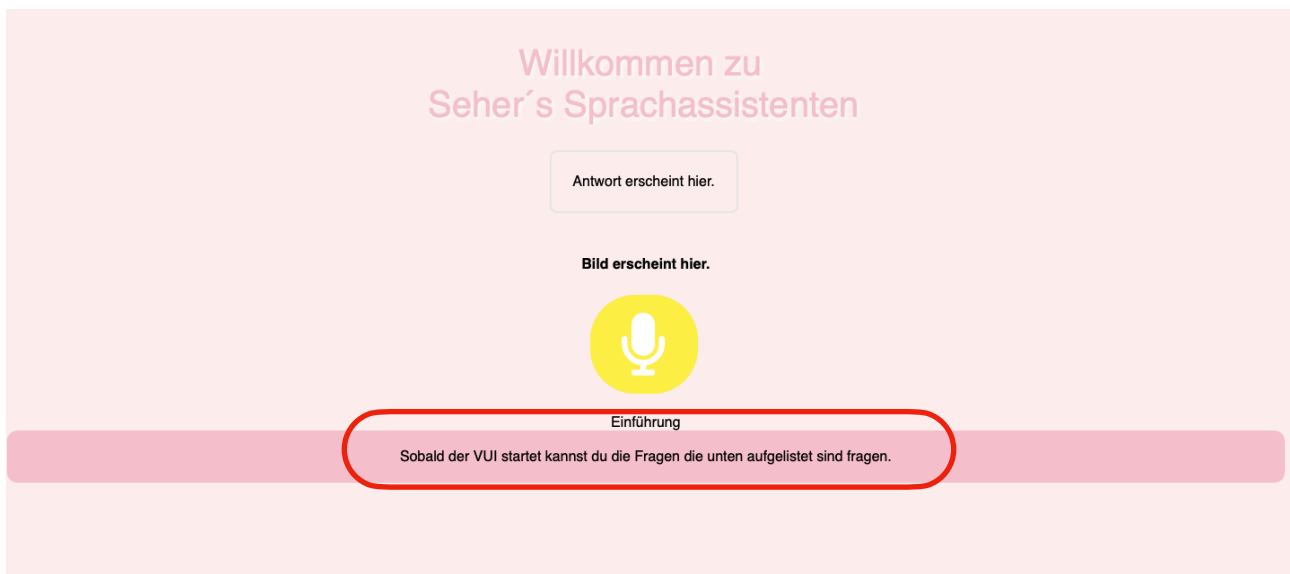 Willkommen zu
Seher´s Sprachassistenten
Antwort erscheint hier.
Bild erscheint hier.
Einführung
Sobald der VUI startet kannst du die Fragen die unten aufgelistet sind fragen.